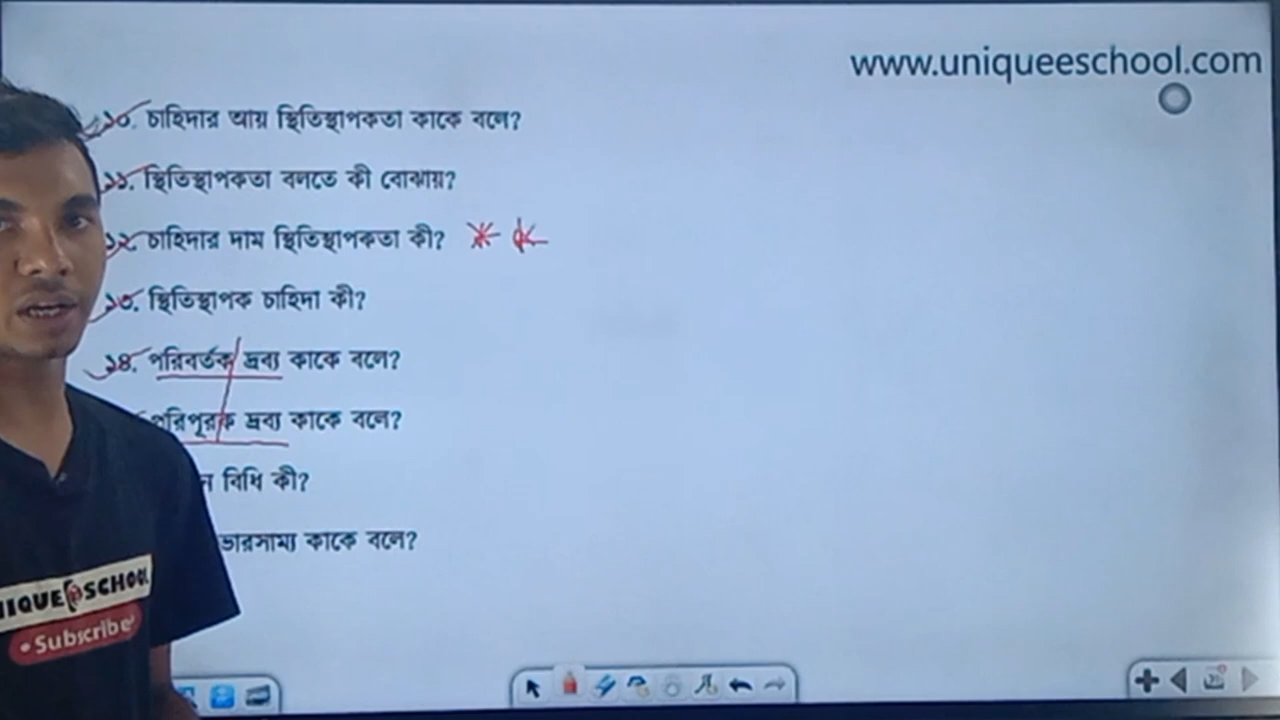 www.uniqueeschool.com
১০. চাহিদার আয় স্থিতিস্থাপকতা কাকে বলে?
১১. স্থিতিস্থাপকতা বলতে কী বোঝায়?
১২. চাহিদার দাম স্থিতিস্থাপকতা কী?
১৩. স্থিতিস্থাপক চাহিদা কী?
১৪. পরিবর্তক দ্রব্য কাকে বলে?
পরিপূরক দ্রব্য কাকে বলে?
বিধি কী?
ভারসাম্য কাকে বলে?
SCHOOL
Subscribe